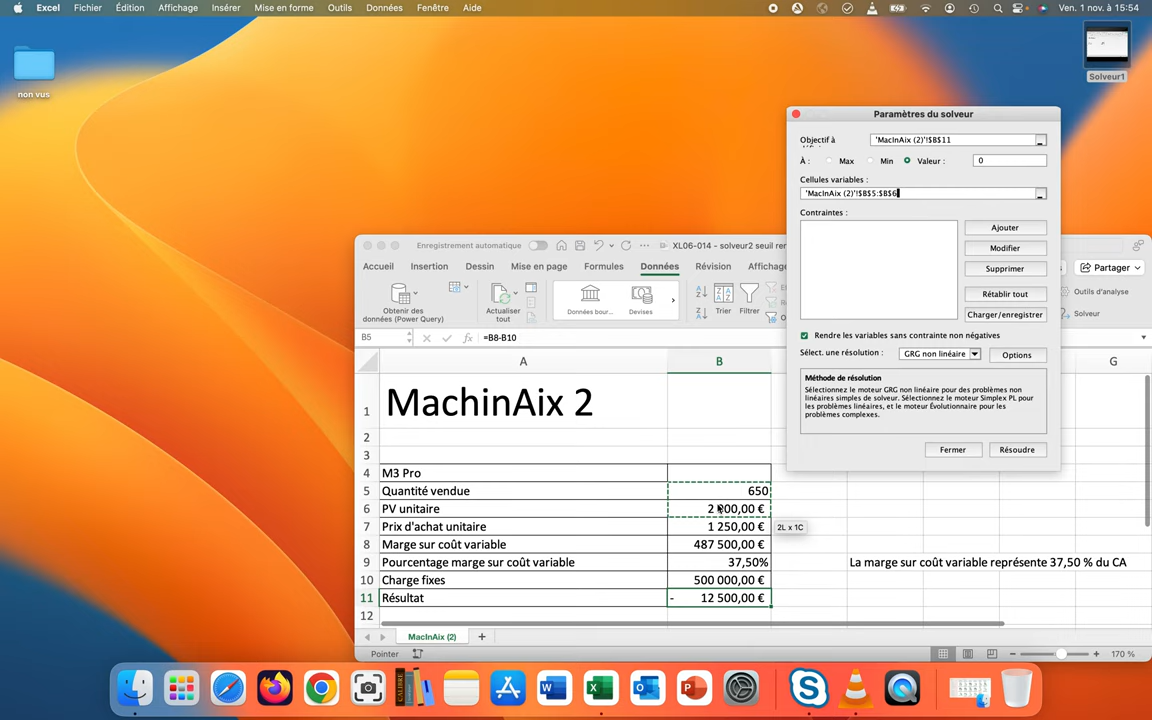 Excel Fichier Édition Affichage Insérer Mise en forme Outils Données Fenêtre Aide Ven. 1 nov. à 15:54
non vus
Solveur1
Paramètres du solveur
Objectif à
'MacInAix (2)'!$B$11
À : Max Min Valeur : 0
Cellules variables :
'MacInAix (2)'!$B$5:$B$6
Contraintes :
Ajouter
Modifier
Supprimer
Rétablir tout
Charger/enregistrer
Rendre les variables sans contrainte non négatives
Sélect. une résolution : GRG non linéaire Options
Méthode de résolution
Sélectionnez le moteur GRG non linéaire pour des problèmes non
linéaires simples de solveur. Sélectionnez le moteur Simplex PL pour
les problèmes linéaires, et le moteur Évolutionnaire pour les
problèmes complexes.
Fermer Résoudre
Enregistrement automatique XL06-014 - solveur2 seuil ren
Accueil Insertion Dessin Mise en page Formules Données Révision Affichage Partager
Obtenir des
données (Power Query)
Actualiser
tout
Données bour... Devises
Trier Filtrer
Outils d'analyse
Solveur
B5 fx =B8-B10
A B G
1 MachinAix 2
2
3
4 M3 Pro
5 Quantité vendue 650
6 PV unitaire 2 000,00 €
7 Prix d'achat unitaire 1 250,00 € 2L x 1C
8 Marge sur coût variable 487 500,00 €
9 Pourcentage marge sur coût variable 37,50% La marge sur coût variable représente 37,50 % du CA
10 Charge fixes 500 000,00 €
11 Résultat - 12 500,00 €
12
MacInAix (2) +
Pointer 170 %
CALIBRE